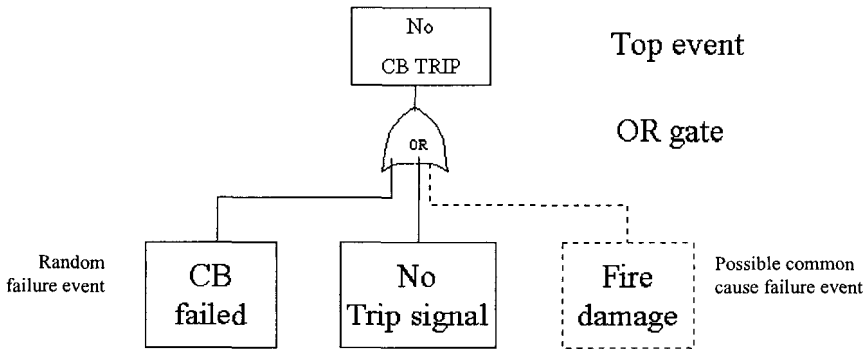 No
CB TRIP
Top event
OR gate
OR
Random
failure event
CB
failed
No
Trip signal
Fire
damage
Possible common
cause failure event